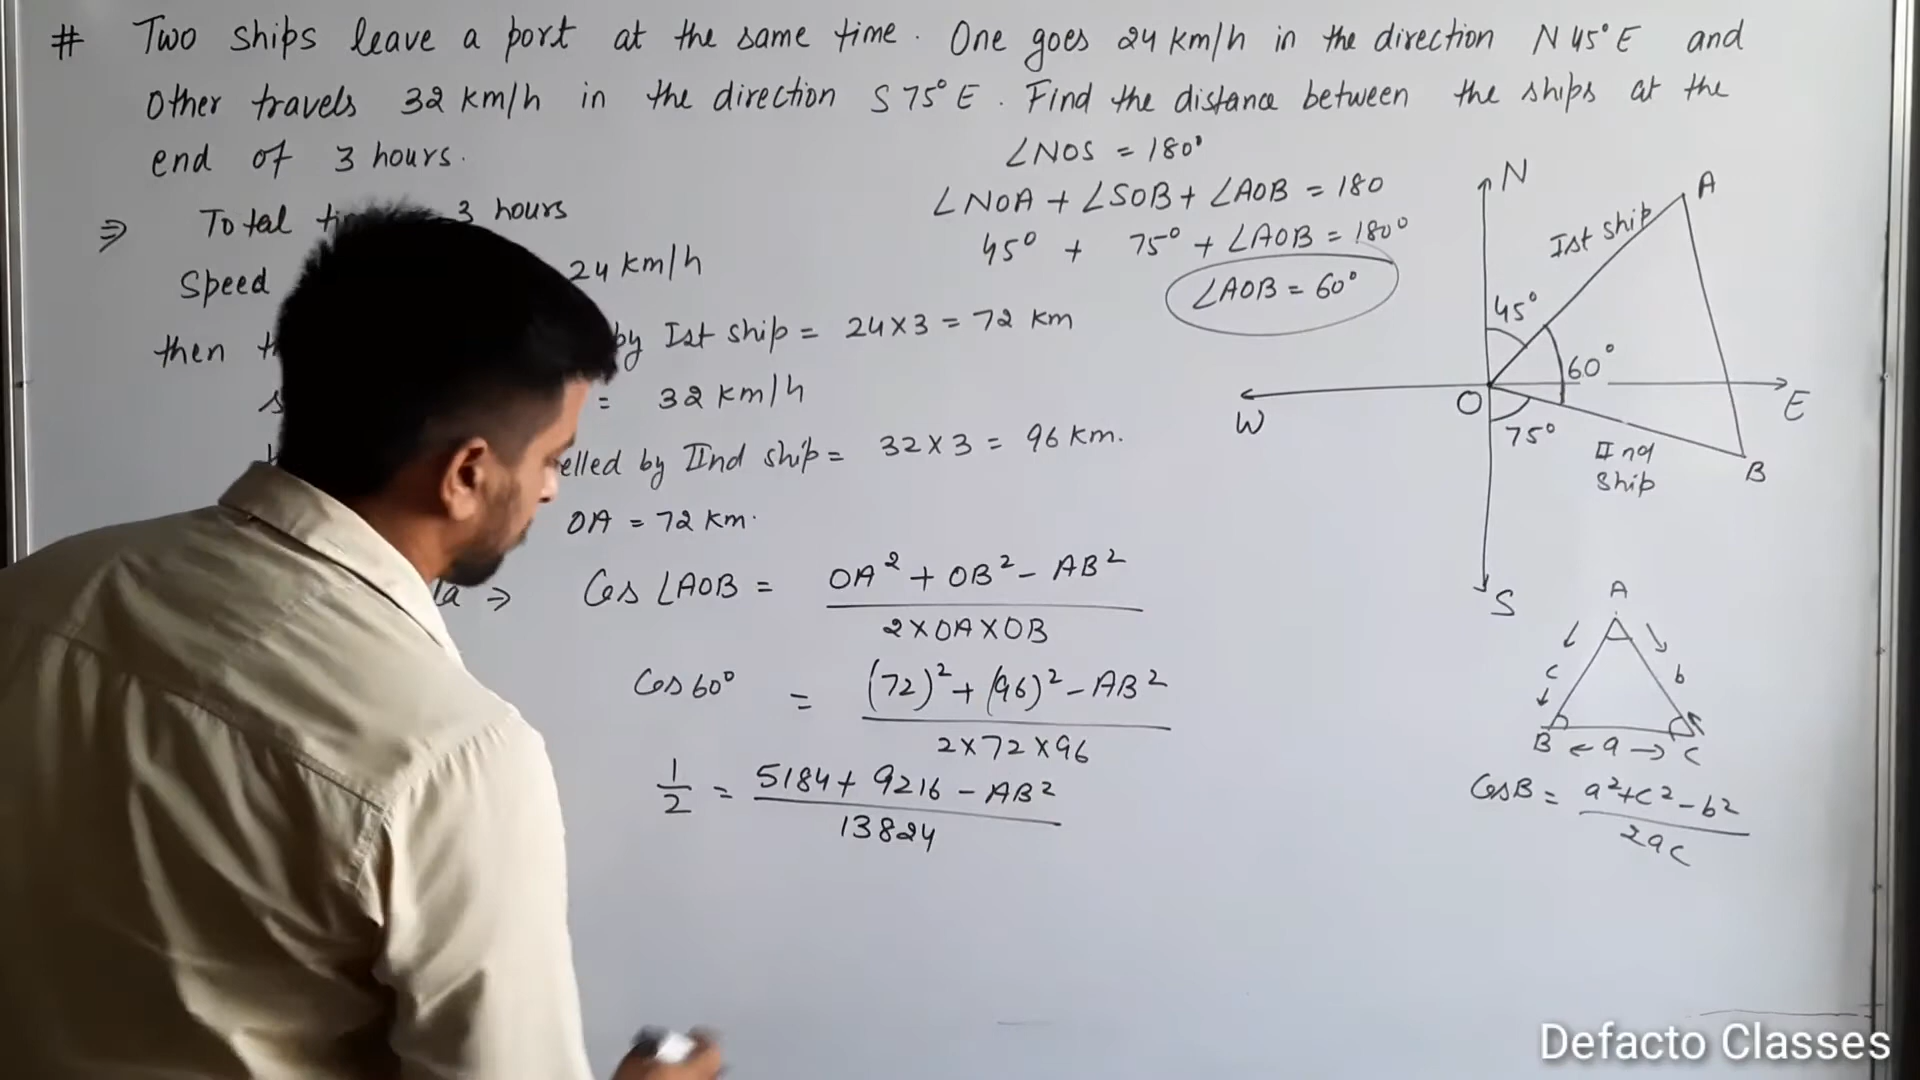 # Two ships leave a port at the same time. One goes 24 km/h in the direction N 45° E and
Other travels 32 km/h in the direction S 75° E. Find the distance between the ships at the
end of 3 hours.
⇒ Total 3 hours
Speed 24 km/h
then by Ist ship = 24×3 = 72 km
= 32 km/h
elled by IInd ship = 32×3 = 96 km.
OA = 72 km.
la ⇒ Cos ∠AOB = OA² + OB² - AB² / 2×OA×OB
Cos 60° = (72)² + (96)² - AB² / 2×72×96
1/2 = 5184 + 9216 - AB² / 13824
∠NOS = 180°
∠NOA + ∠SOB + ∠AOB = 180
45° + 75° + ∠AOB = 180°
∠AOB = 60°
N
A
Ist ship
45°
60°
W
O
E
75°
IInd
Ship
B
S
A
c
b
B ← a → C
CosB = a²+c²-b² / 2ac
Defacto Classes